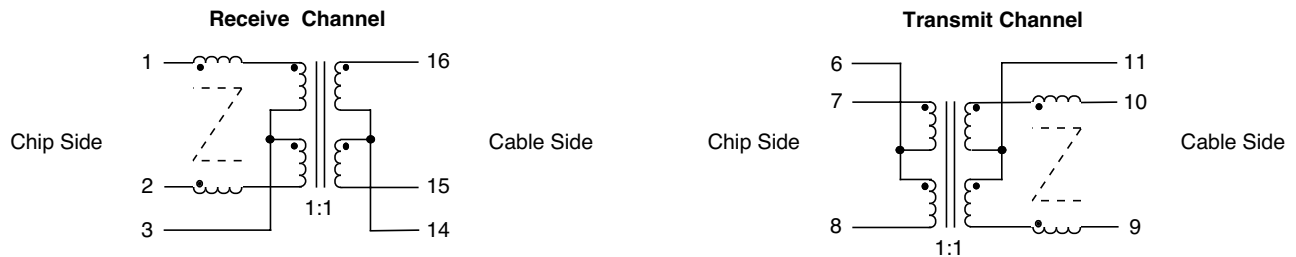 Receive Channel
Transmit Channel
1
16
6
11
7
10
Chip Side
Cable Side
Chip Side
Cable Side
2
15
1:1
3
14
8
9
1:1